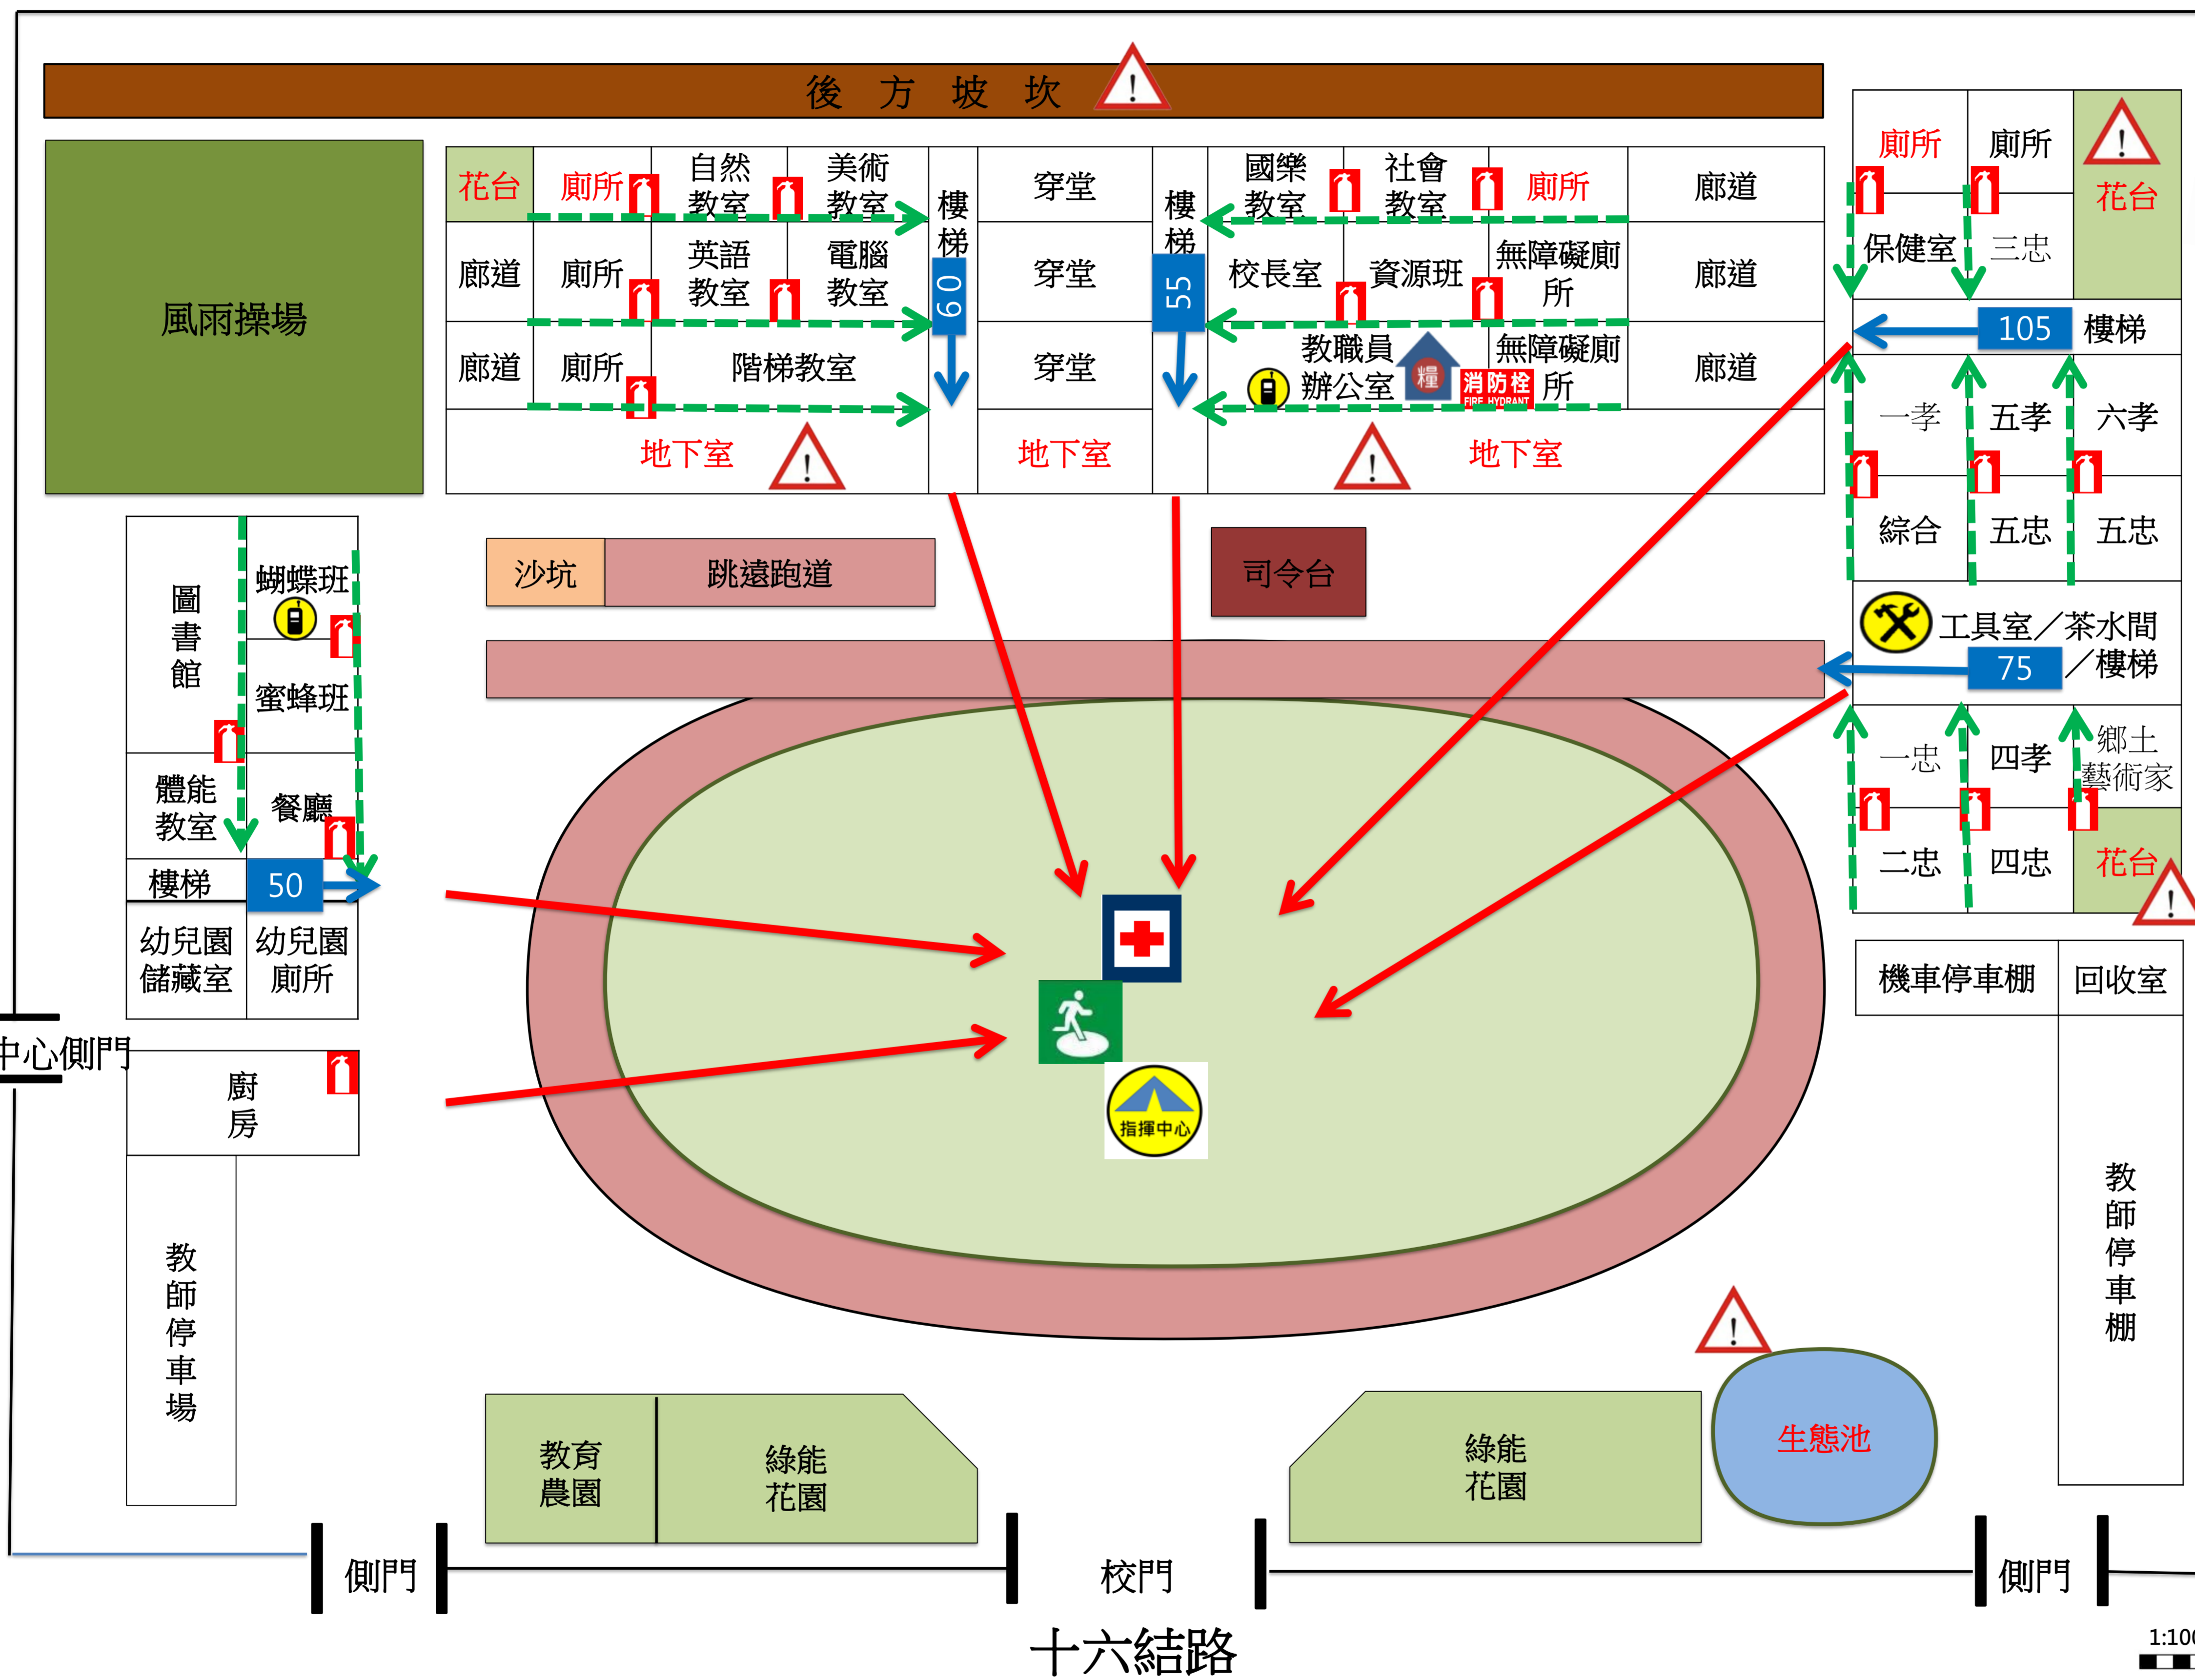 後方坡坎
風雨操場
花台
廁所
自然
教室
美術
教室
樓梯
穿堂
樓梯
國樂
教室
社會
教室
廁所
廊道
廊道
廁所
英語
教室
電腦
教室
60
穿堂
55
校長室
資源班
無障礙廁
所
廊道
廊道
廁所
階梯教室
穿堂
教職員
辦公室
糧
消防栓
FIRE HYDRANT
無障礙廁
所
廊道
地下室
地下室
地下室
廁所
廁所
花台
保健室
三忠
105
樓梯
一孝
五孝
六孝
綜合
五忠
五忠
工具室／茶水間
75
／樓梯
一忠
四孝
鄉土
藝術家
二忠
四忠
花台
機車停車棚
回收室
教師停車棚
圖書館
蝴蝶班
蜜蜂班
體能
教室
餐廳
樓梯
50
幼兒園
儲藏室
幼兒園
廁所
中心側門
廚房
教師停車場
沙坑
跳遠跑道
司令台
指揮中心
教育
農園
綠能
花園
綠能
花園
生態池
側門
校門
側門
十六結路
1:100